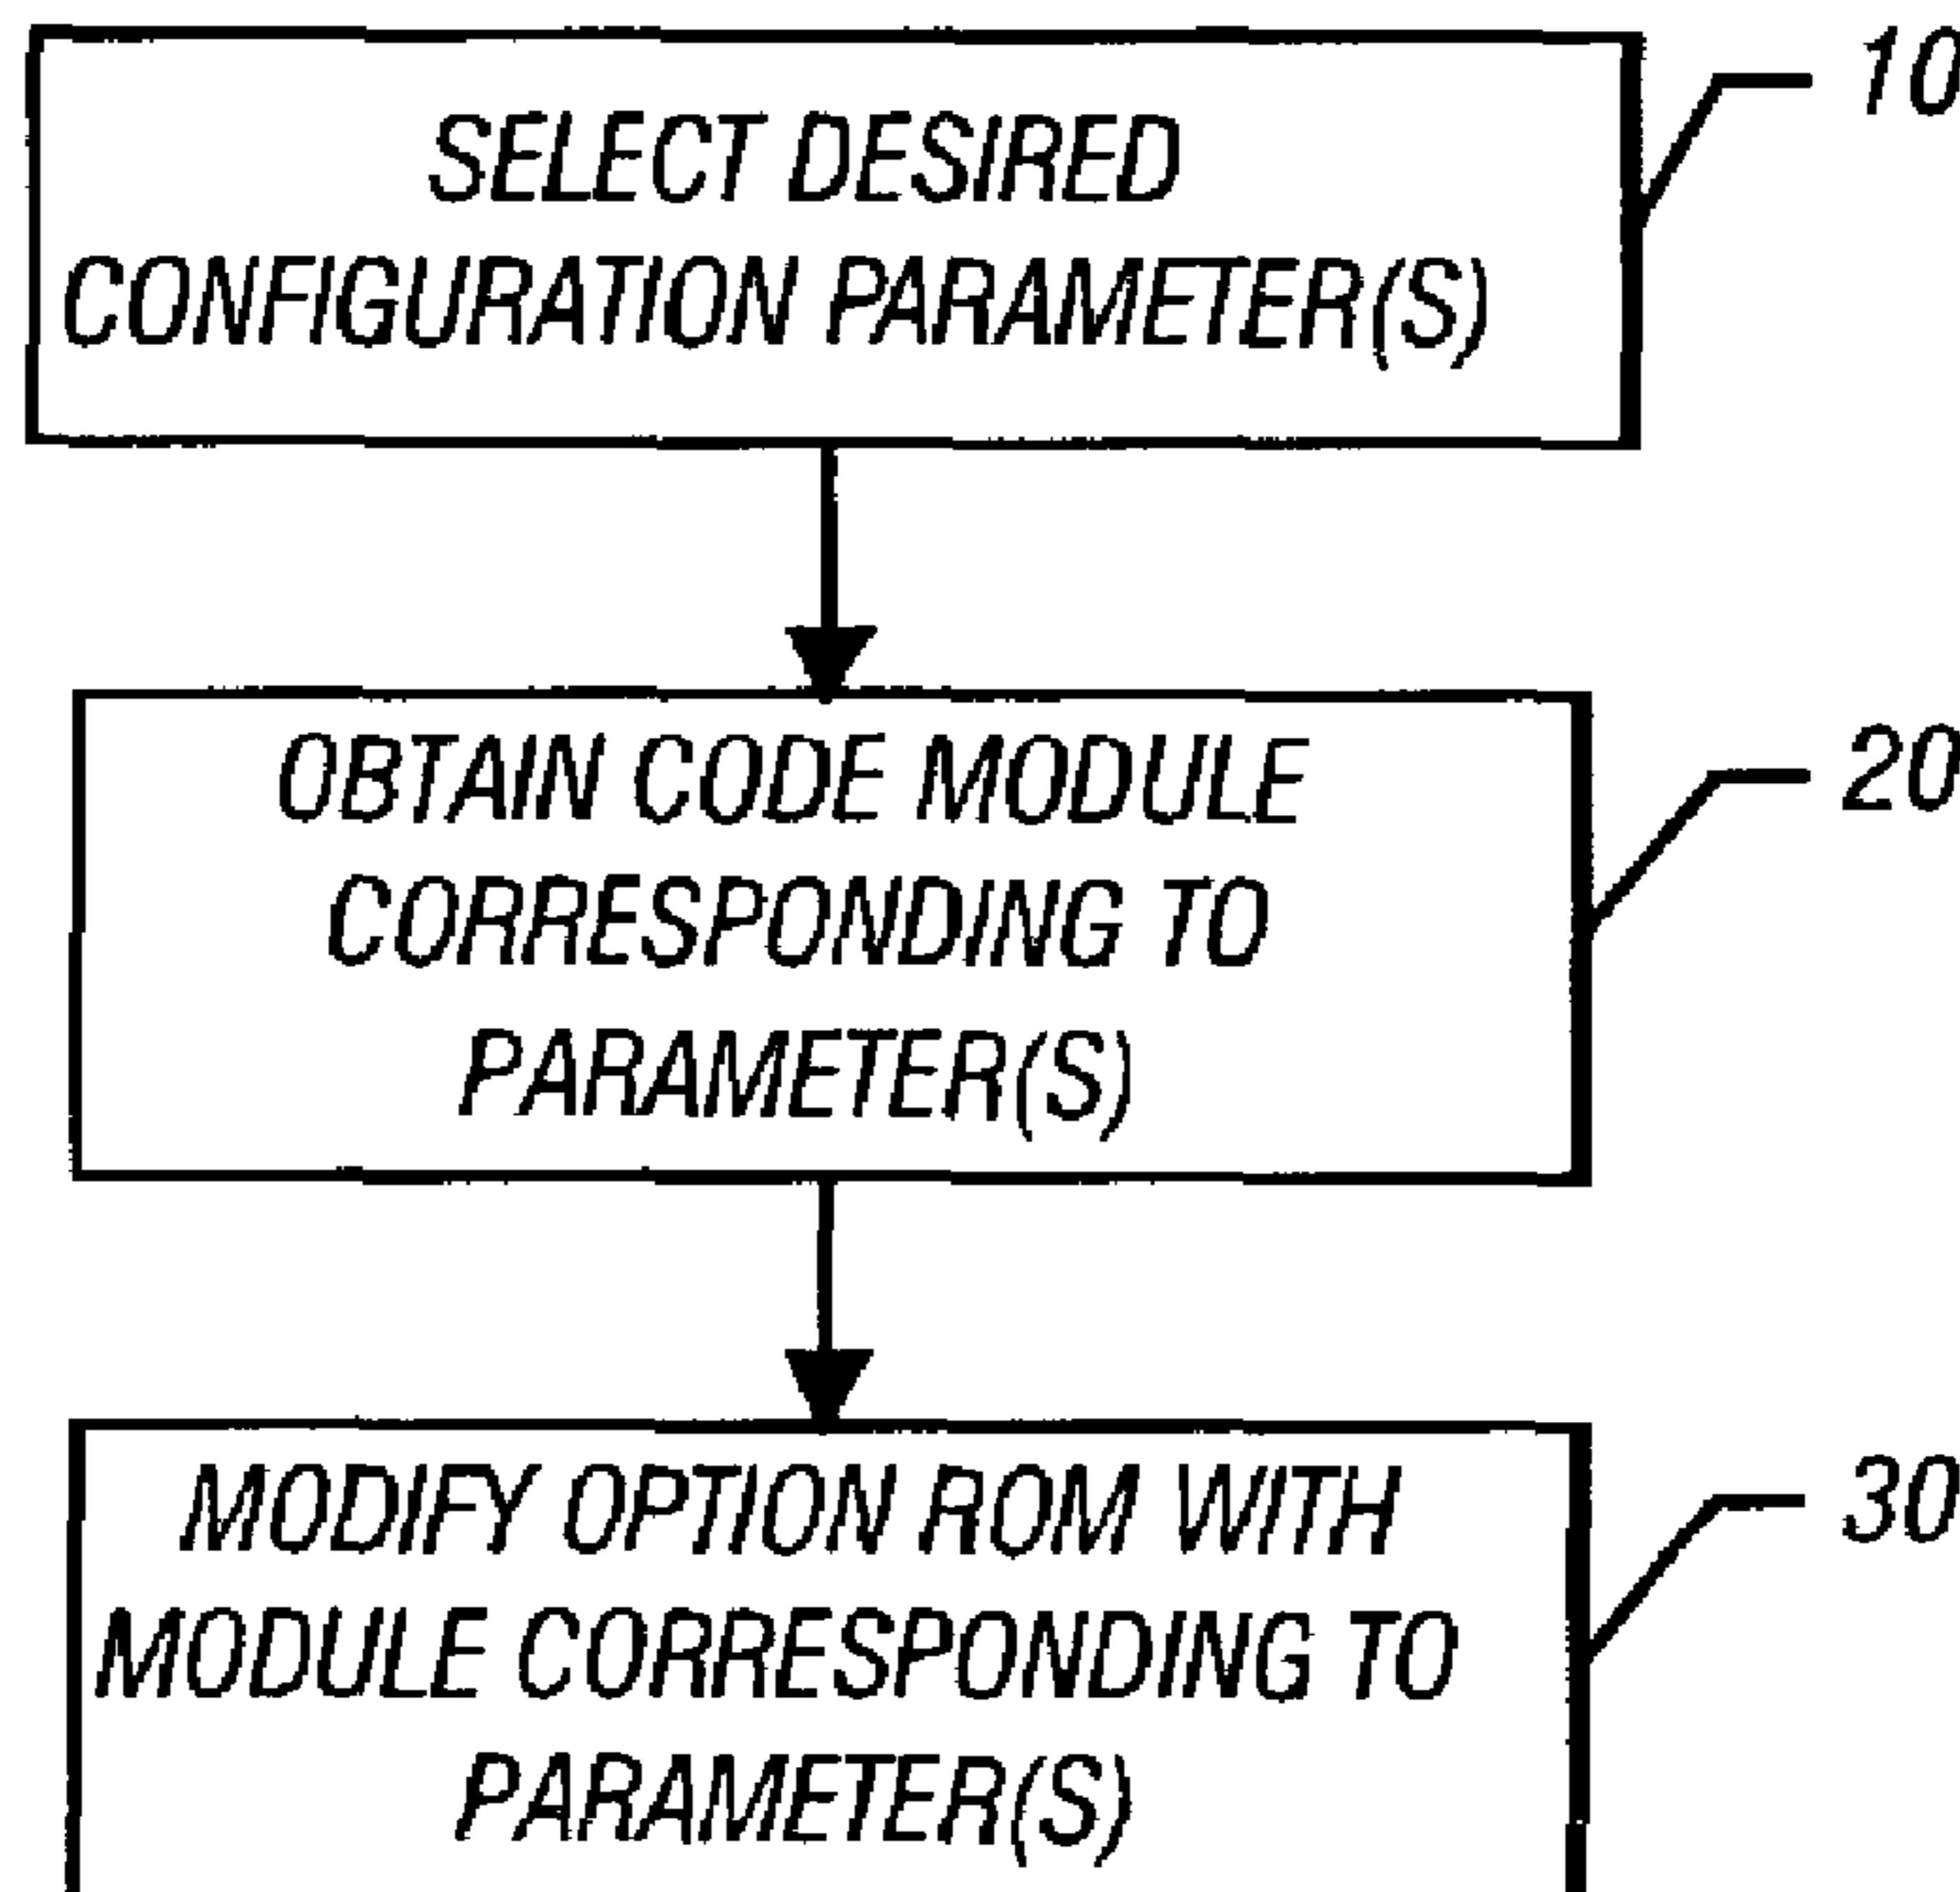 SELECT DESIRED
CONFIGURATION PARAMETER(S)
10
OBTAIN CODE MODULE
CORRESPONDING TO
PARAMETER(S)
20
MODIFY OPTION ROM WITH
MODULE CORRESPONDING TO
PARAMETER(S)
30